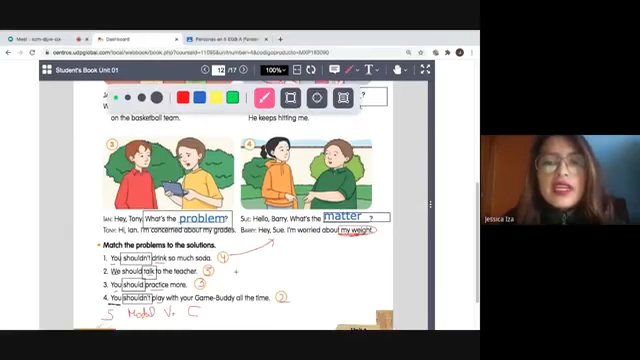 Dashboard
Student's Book Unit 01
12 /17
100%
on the basketball team.
He keeps hitting me.
3
4
IAN: Hey, Tony. What's the problem ?
TONY: Hi, Ian. I'm concerned about my grades.
SUE: Hello, Barry. What's the matter ?
BARRY: Hey, Sue. I'm worried about my weight.
Match the problems to the solutions.
1. You shouldn't drink so much soda. 4
2. We should talk to the teacher.
3. You should practice more.
4. You shouldn't play with your Game-Buddy all the time. 2
S Modal V. C
Jessica Iza